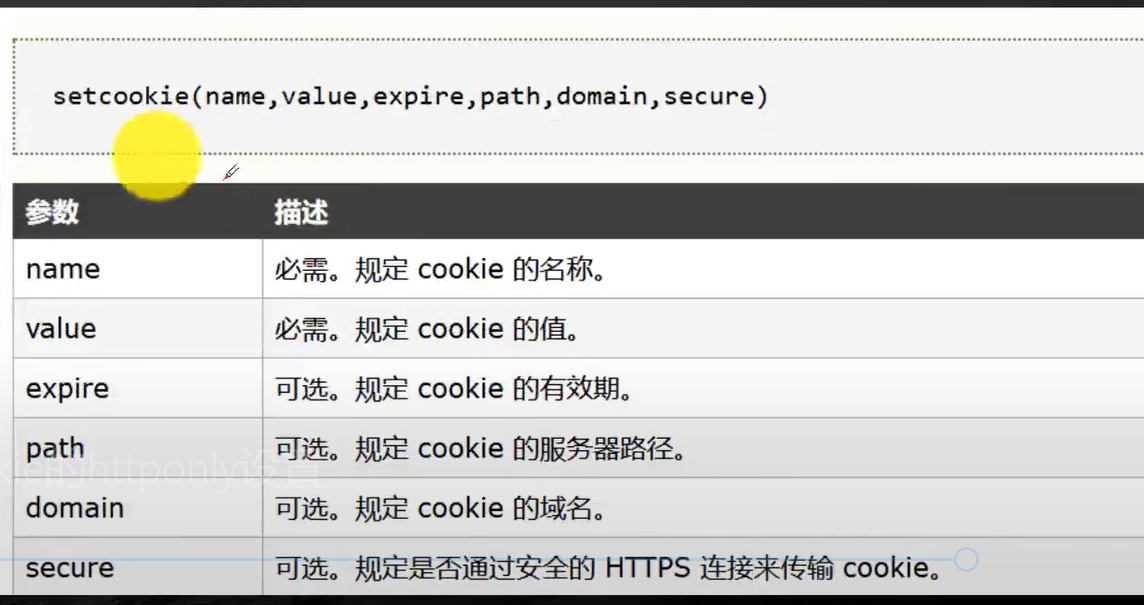 setcookie(name,value,expire,path,domain,secure)
参数 描述
name 必需。规定 cookie 的名称。
value 必需。规定 cookie 的值。
expire 可选。规定 cookie 的有效期。
path 可选。规定 cookie 的服务器路径。
kie的httponly设置
domain 可选。规定 cookie 的域名。
secure 可选。规定是否通过安全的 HTTPS 连接来传输 cookie。